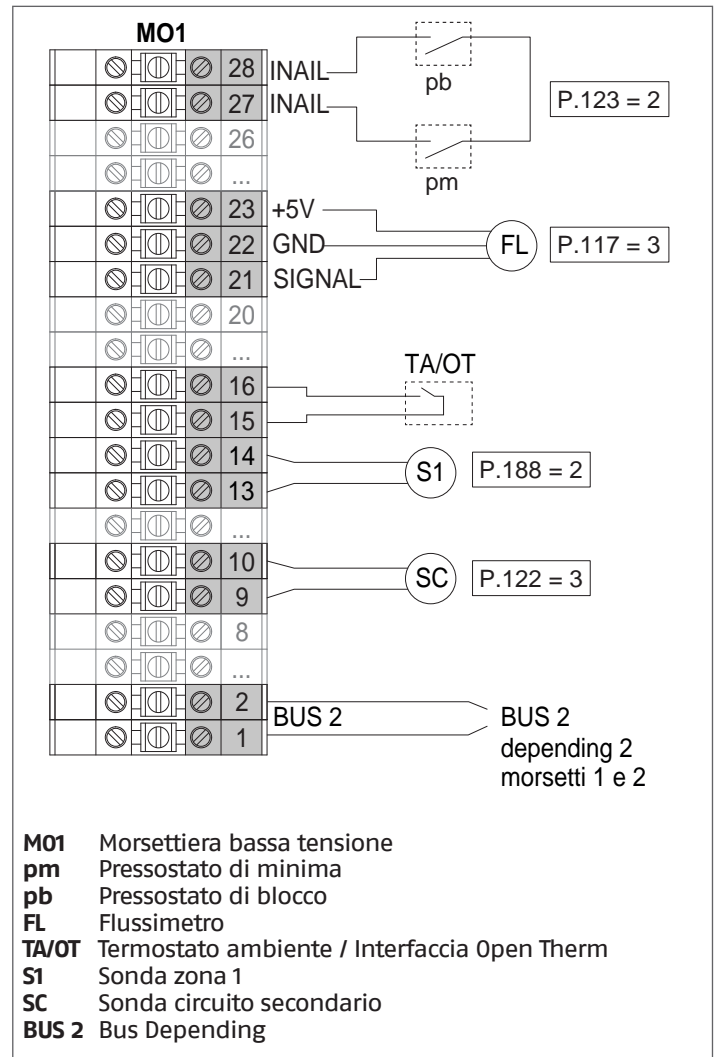 MO1
28 INAIL
pb
27 INAIL
P.123 = 2
26
pm
...
23 +5V
22 GND FL P.117 = 3
21 SIGNAL
20
...
TA/OT
16
15
14
S1 P.188 = 2
13
...
10
SC P.122 = 3
9
8
...
2
BUS 2 BUS 2
1
depending 2
morsetti 1 e 2
MO1 Morsettiera bassa tensione
pm Pressostato di minima
pb Pressostato di blocco
FL Flussimetro
TA/OT Termostato ambiente / Interfaccia Open Therm
S1 Sonda zona 1
SC Sonda circuito secondario
BUS 2 Bus Depending